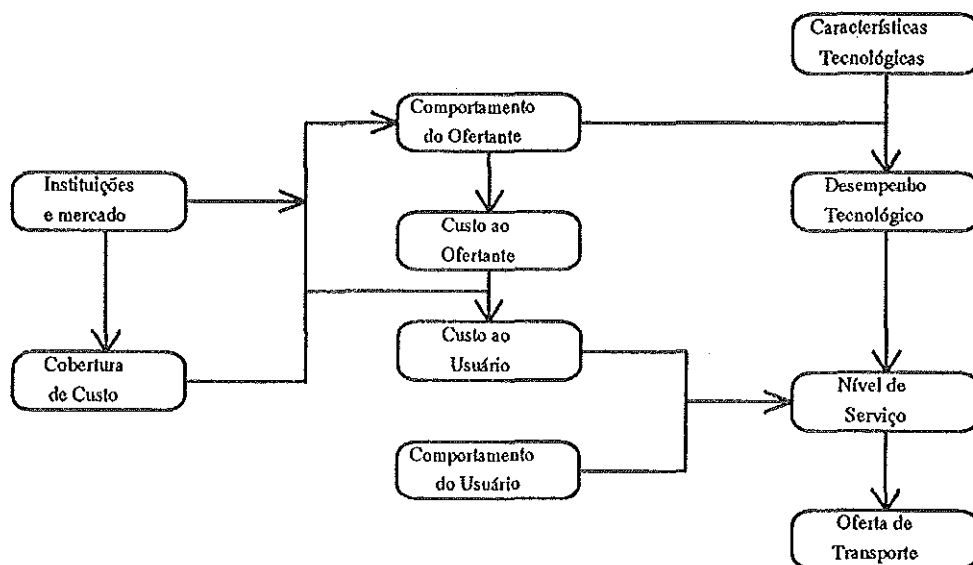 Características
Tecnológicas
Comportamento
do Ofertante
Instituições
e mercado
Desempenho
Tecnológico
Custo ao
Ofertante
Custo ao
Usuário
Cobertura
de Custo
Nível de
Serviço
Comportamento
do Usuário
Oferta de
Transporte